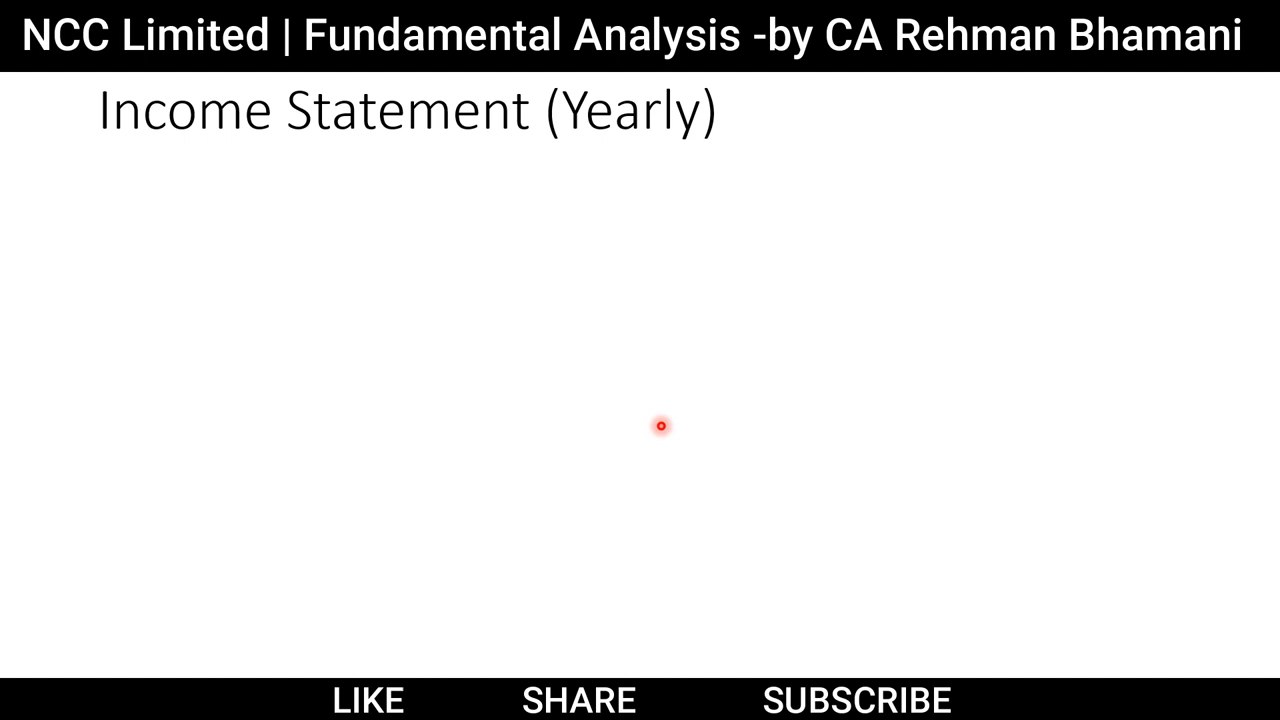 NCC Limited | Fundamental Analysis -by CA Rehman Bhamani
Income Statement (Yearly)
LIKE SHARE SUBSCRIBE